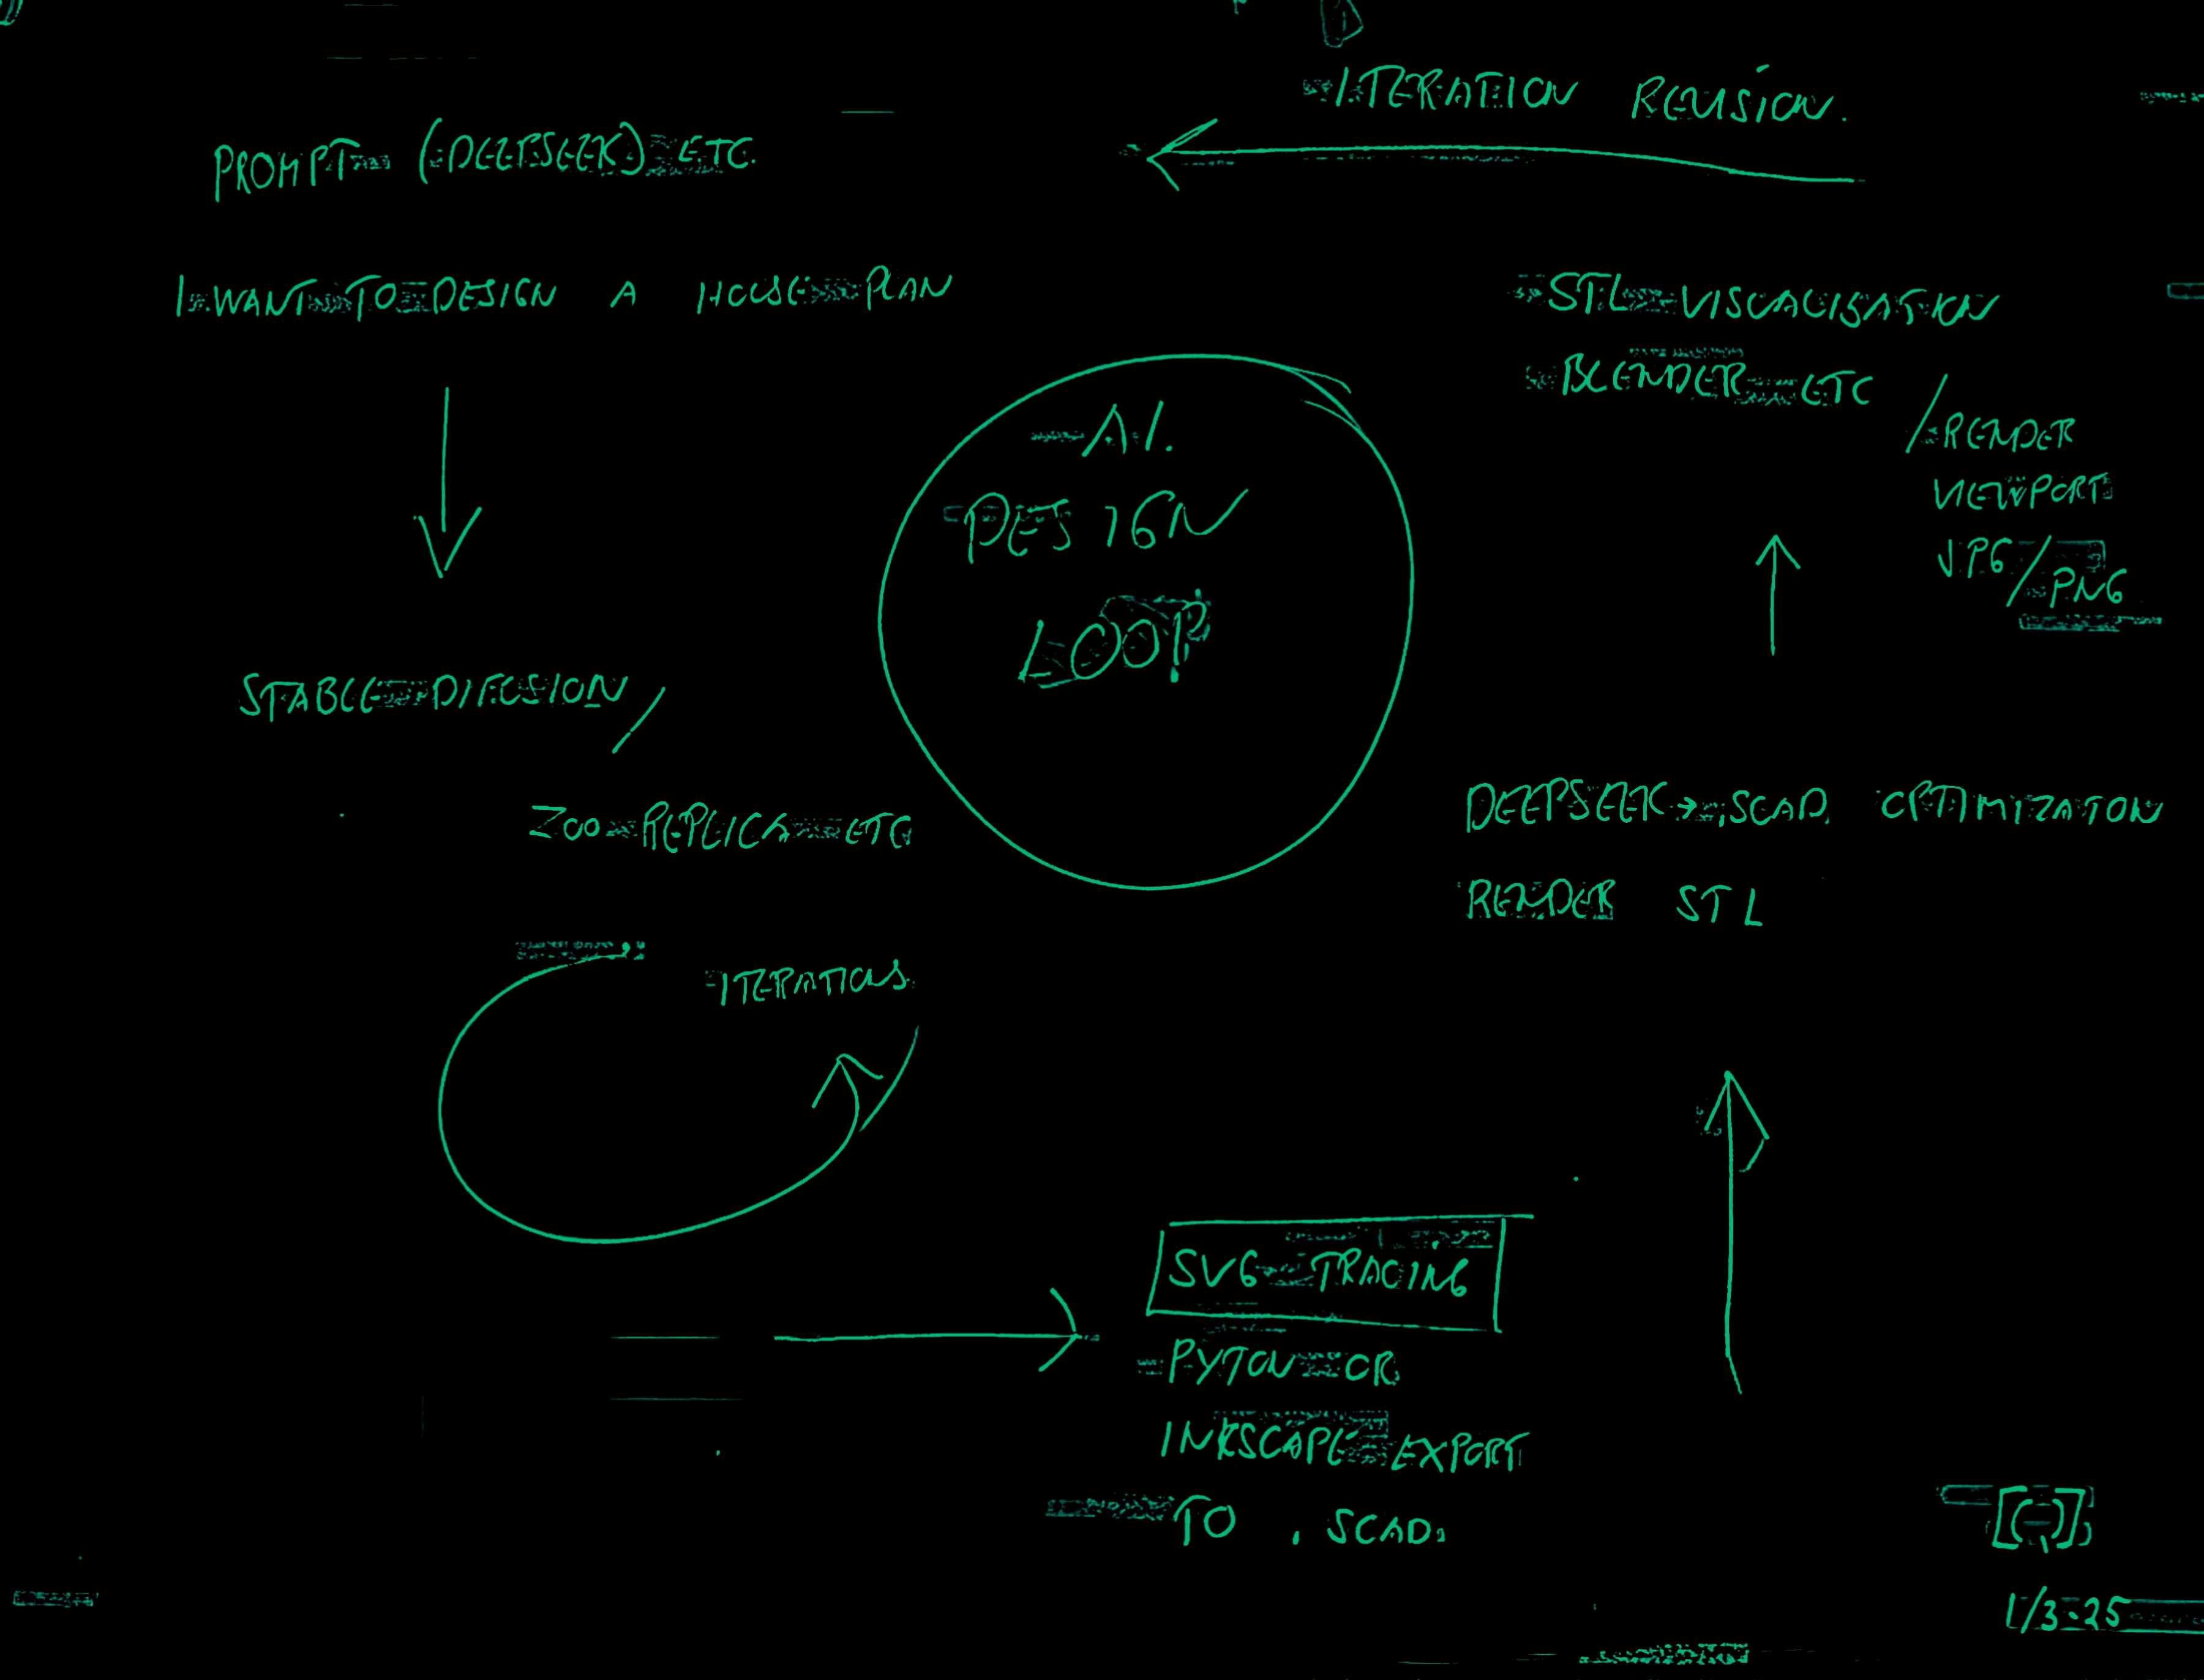 ITERATION REVISION.
PROMPT (DEEPSEEK) ETC.
I WANT TO DESIGN A HOUSE PLAN
STL VISUALISATION
BLENDER ETC
/ RENDER
VIEWPORT
JPG / PNG
A.I.
DESIGN
LOOP
STABLE DIFUSION /
ZOO REPLICA ETC
DEEPSEEK → .SCAD OPTIMIZATON
RENDER STL
ITERATIONS.
SVG TRACING
PYTON OR
INKSCAPE EXPORT
TO .SCAD.
1/3.25